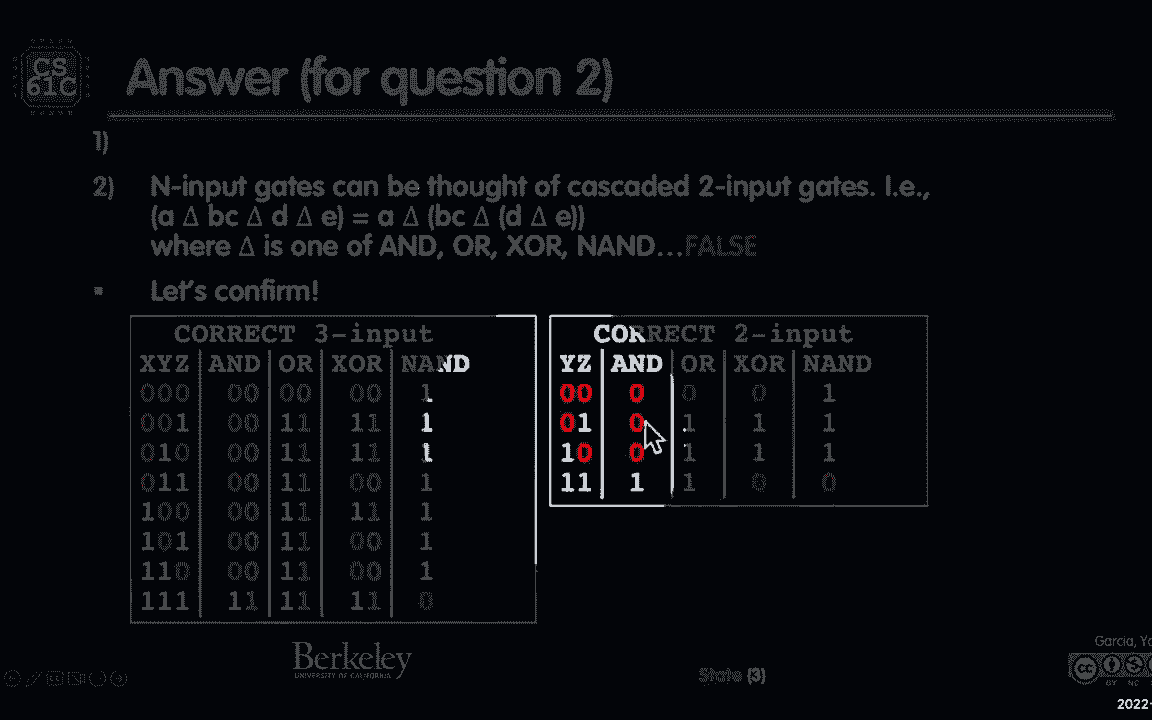 CS
61C
Answer (for question 2)
1)
2) N-input gates can be thought of cascaded 2-input gates. I.e.,
(a Δ bc Δ d Δ e) = a Δ (bc Δ (d Δ e))
where Δ is one of AND, OR, XOR, NAND…FALSE
▪ Let's confirm!
CORRECT 3-input
XYZ AND OR XOR NAND
000 00 00 00 1
001 00 11 11 1
010 00 11 11 1
011 00 11 00 1
100 00 11 11 1
101 00 11 00 1
110 00 11 00 1
111 11 11 11 0
CORRECT 2-input
YZ AND OR XOR NAND
00 0 0 0 1
01 0 1 1 1
10 0 1 1 1
11 1 1 0 0
Berkeley
UNIVERSITY OF CALIFORNIA
State (3)
Garcia,
cc
BY NC
2022-